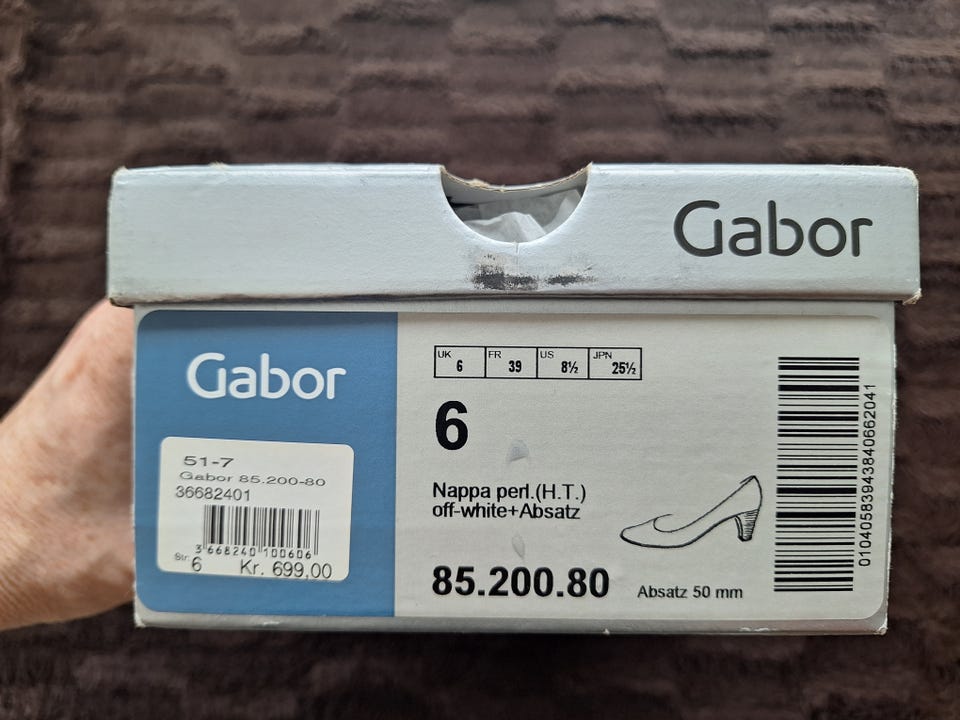 Gabor
Gabor
51-7
Gabor 85.200-80
36682401
3 668240 100606
Str.
6 Kr. 699,00
UK 6 FR 39 US 8½ JPN 25½
6
Nappa perl.(H.T.)
off-white+Absatz
85.200.80
Absatz 50 mm
0104058394384066204​1